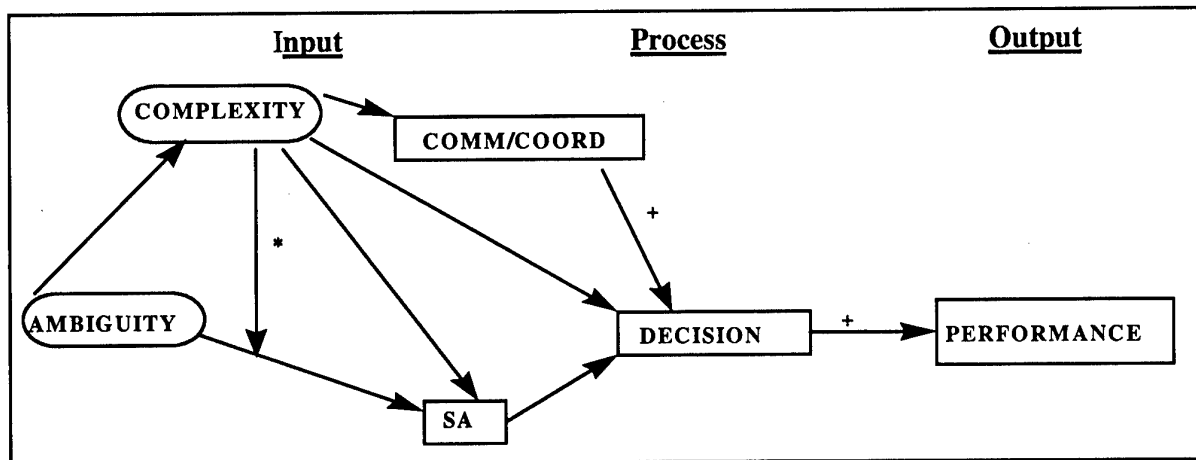 Input Process Output
COMPLEXITY
COMM/COORD
+
*
AMBIGUITY
DECISION
+
PERFORMANCE
SA